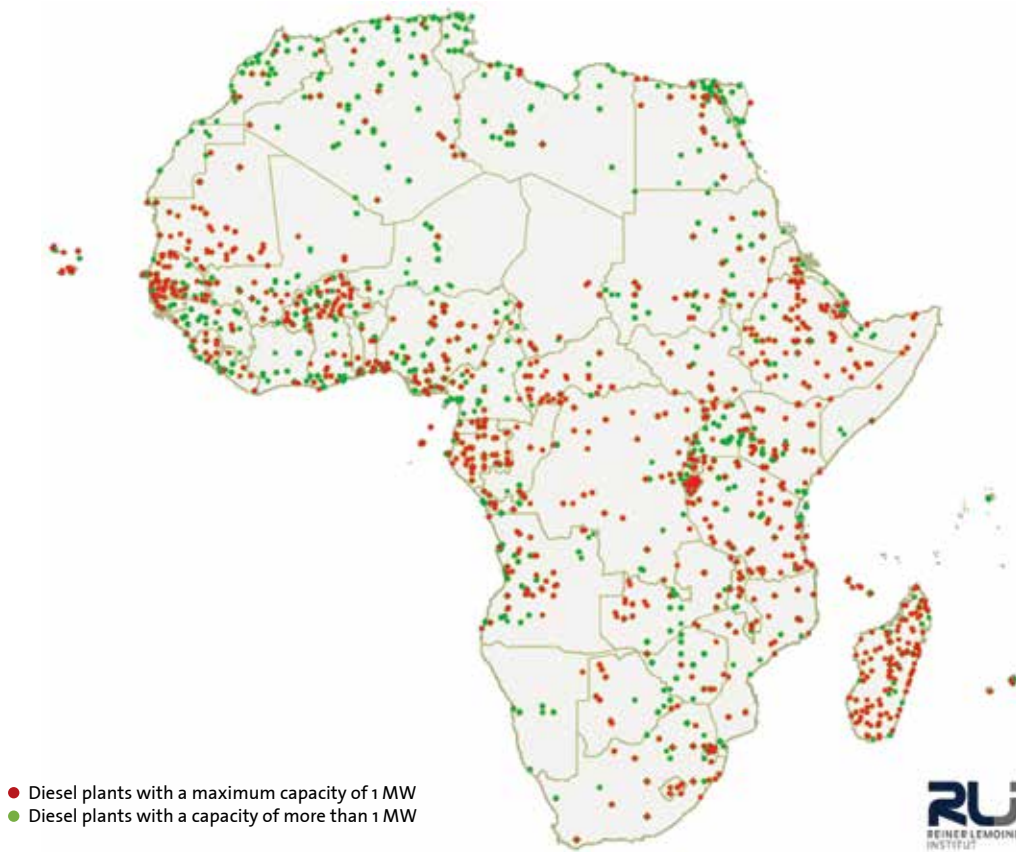 Diesel plants with a maximum capacity of 1 MW
Diesel plants with a capacity of more than 1 MW
RLI
REINER LEMOINE
INSTITUT